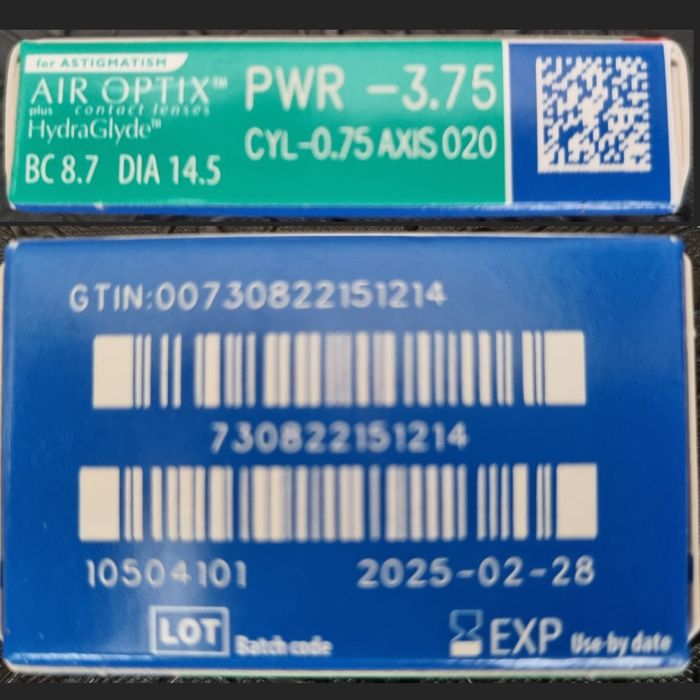 for ASTIGMATISM
AIR OPTIX™
plus contact lenses
HydraGlyde™
BC 8.7 DIA 14.5
PWR -3.75
CYL-0.75 AXIS 020
GTIN:00730822151214
730822151214
10504101 2025-02-28
LOT Batch code
EXP Use-by date